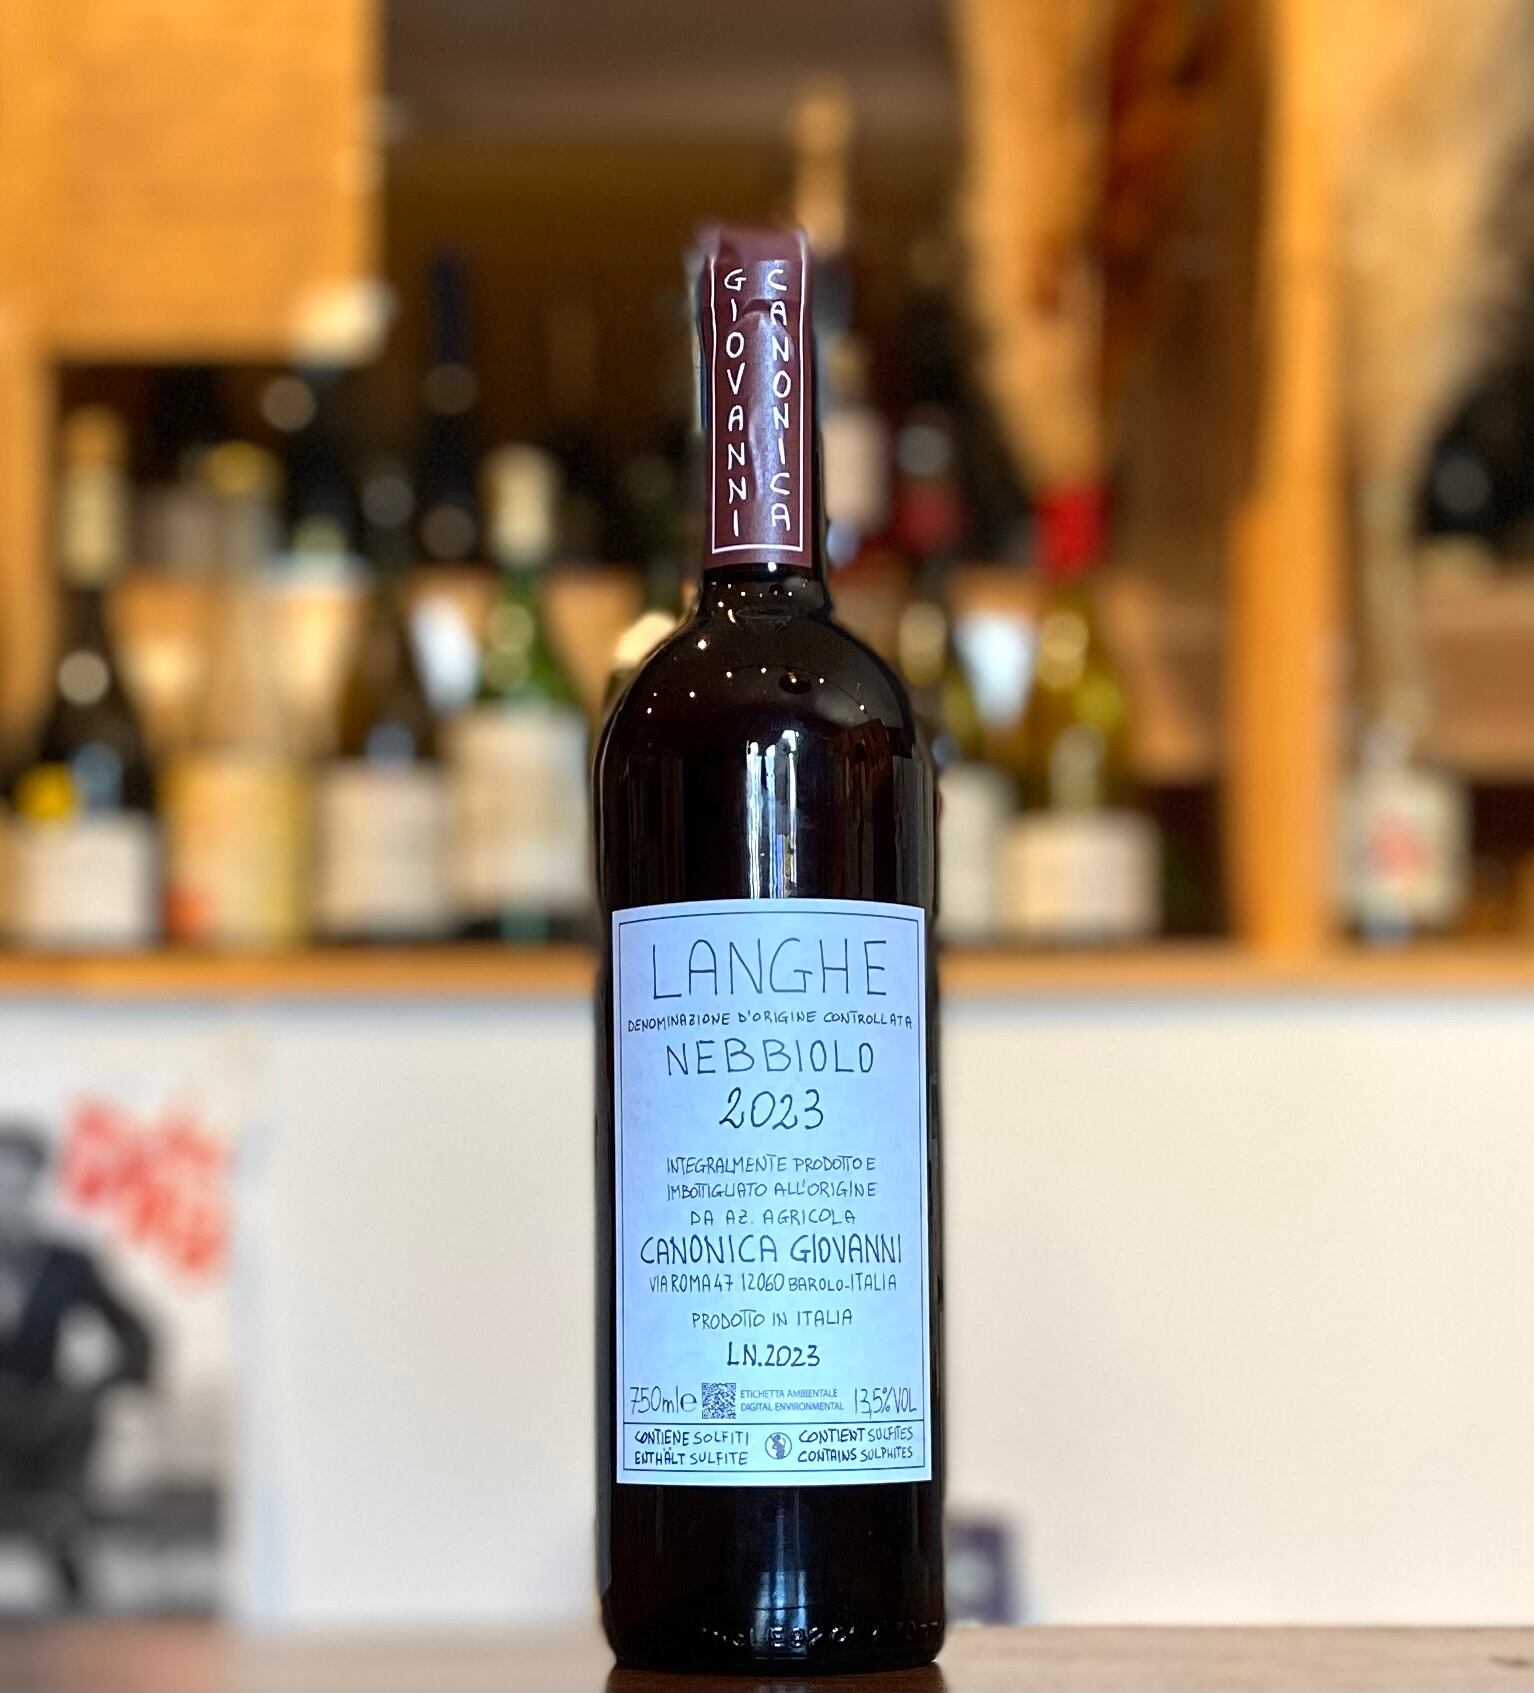 GIOVANNI
CANONICA
LANGHE
DENOMINAZIONE D'ORIGINE CONTROLLATA
NEBBIOLO
2023
INTEGRALMENTE PRODOTTO E
IMBOTTIGLIATO ALL'ORIGINE
DA AZ. AGRICOLA
CANONICA GIOVANNI
VIA ROMA 47 12060 BAROLO-ITALIA
PRODOTTO IN ITALIA
LN.2023
750ml e
ETICHETTA AMBIENTALE
DIGITAL ENVIRONMENTAL
13,5%VOL
CONTIENE SOLFITI
ENTHÄLT SULFITE
CONTIENT SULFITES
CONTAINS SULPHITES